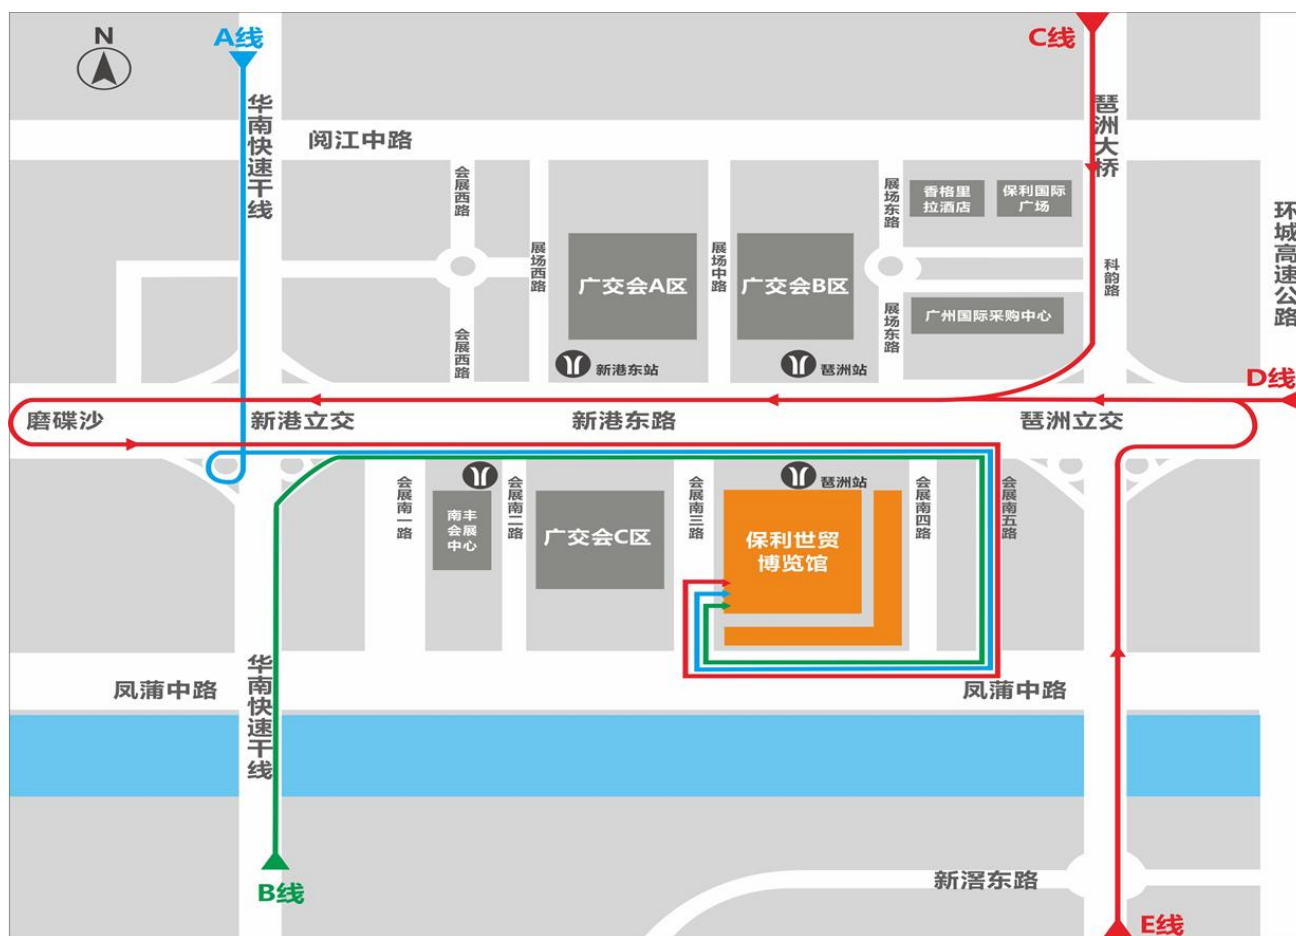 N
A线
C线
华南快速干线
阅江中路
琶洲大桥
会展西路
展场东路
香格里
拉酒店
保利国际
广场
环城高速公路
展场西路
广交会A区
展场中路
广交会B区
科韵路
会展西路
展场东路
广州国际采购中心
新港东站
琶洲站
D线
磨碟沙
新港立交
新港东路
琶洲立交
会展南一路
南丰
会展
中心
会展南二路
广交会C区
会展南三路
琶洲站
保利世贸
博览馆
会展南四路
会展南五路
凤蒲中路
华南快速干线
凤蒲中路
B线
新滘东路
E线